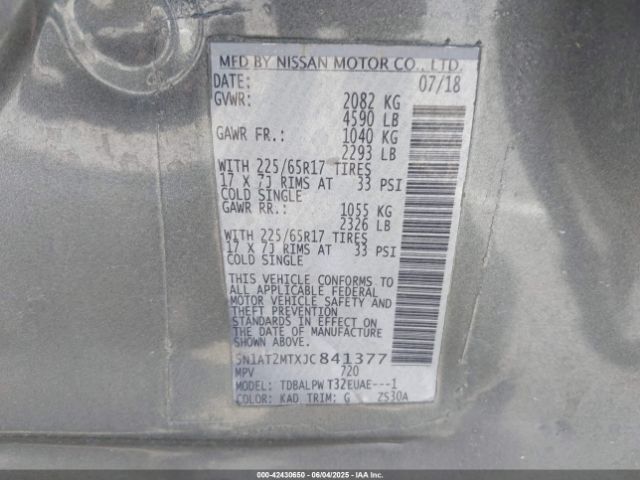 MFD BY NISSAN MOTOR CO., LTD.
DATE: 07/18
GVWR: 2082 KG
4590 LB
GAWR FR.: 1040 KG
2293 LB
WITH 225/65R17 TIRES
17 X 7J RIMS AT 33 PSI
COLD SINGLE
GAWR RR.: 1055 KG
2326 LB
WITH 225/65R17 TIRES
17 X 7J RIMS AT 33 PSI
COLD SINGLE
THIS VEHICLE CONFORMS TO
ALL APPLICABLE FEDERAL
MOTOR VEHICLE SAFETY AND
THEFT PREVENTION
STANDARDS IN EFFECT ON
THE DATE OF MANUFACTURE
SHOWN ABOVE.
5N1AT2MTXJC841377
MPV 720
MODEL: TDBALPW T32EUAE---1
COLOR: KAD TRIM: G ZS30A
000-42430650 - 06/04/2025 - IAAHTTPS